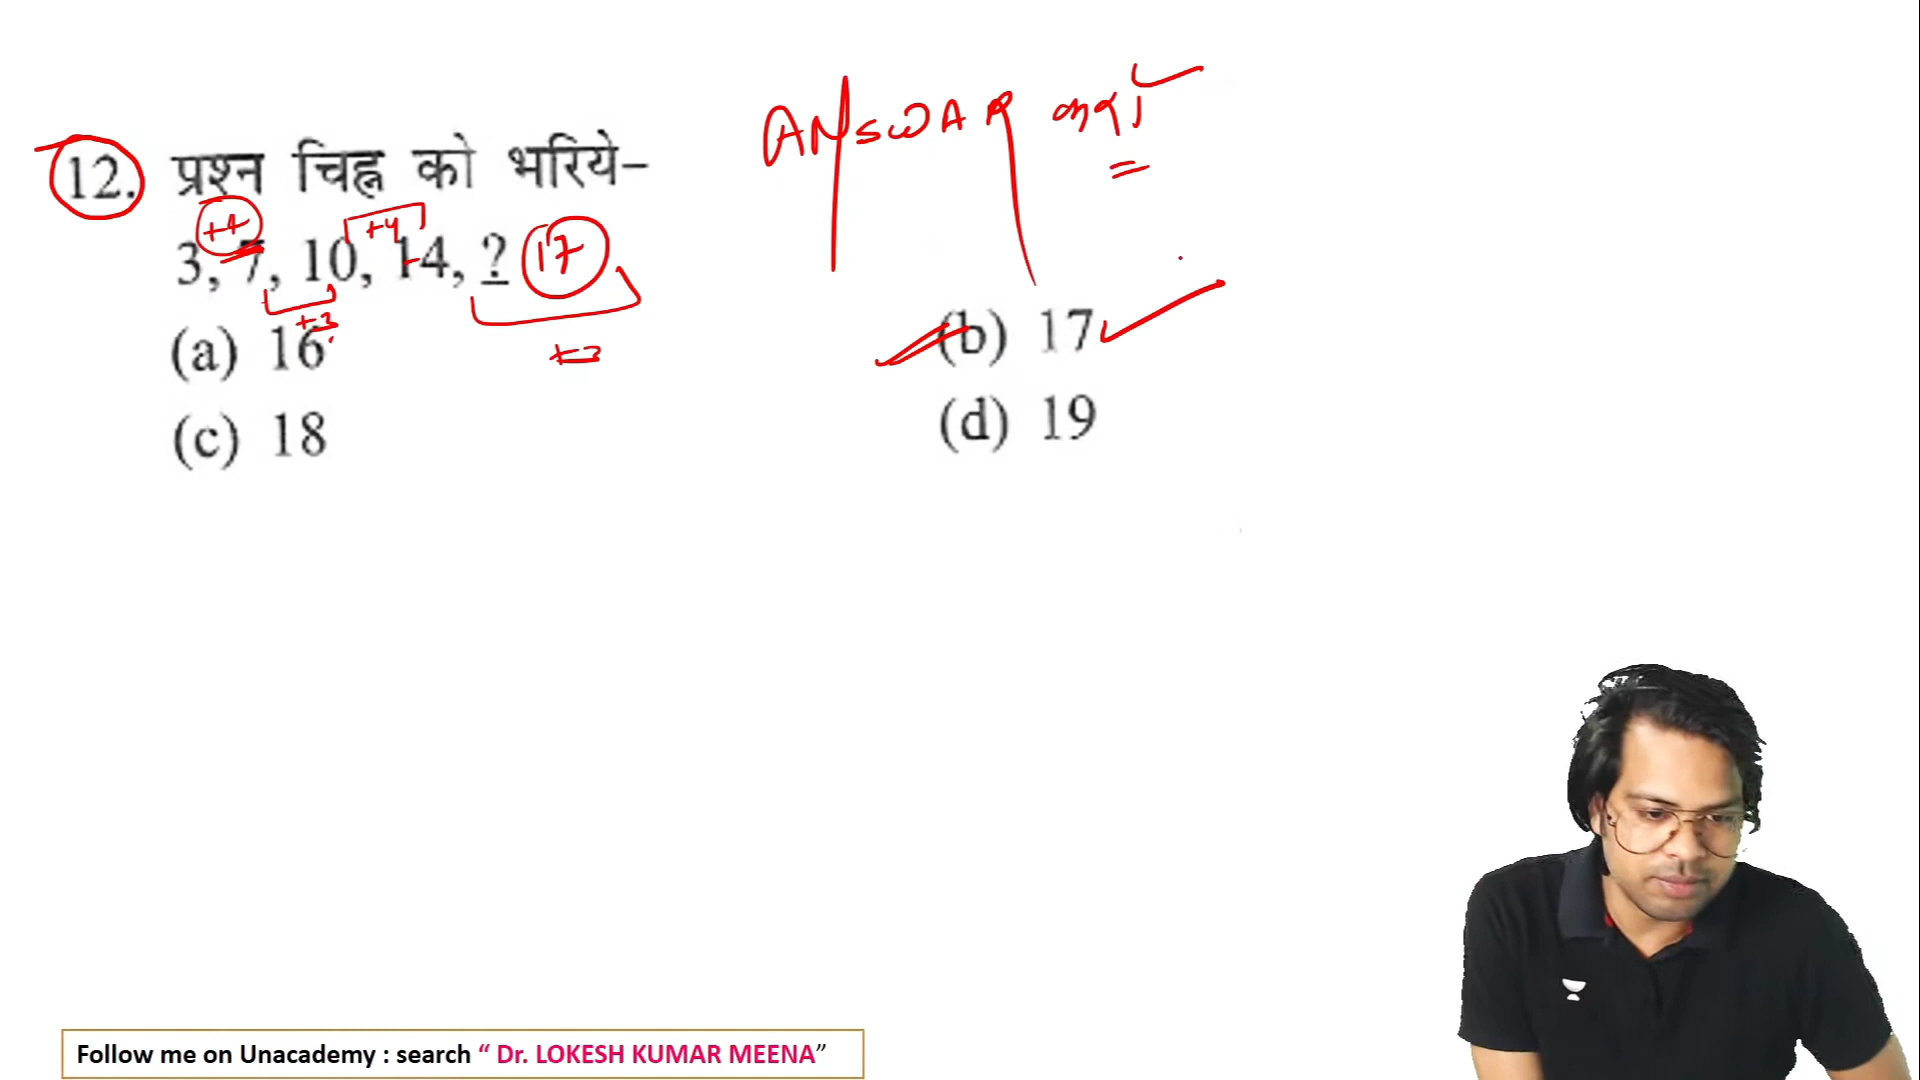 ANSWAR करो
12. प्रश्न चिह्न को भरिये–
+4 +4
3, 7, 10, 14, ? 17
+3 +3
(a) 16 (b) 17
(c) 18 (d) 19
Follow me on Unacademy : search “ Dr. LOKESH KUMAR MEENA”